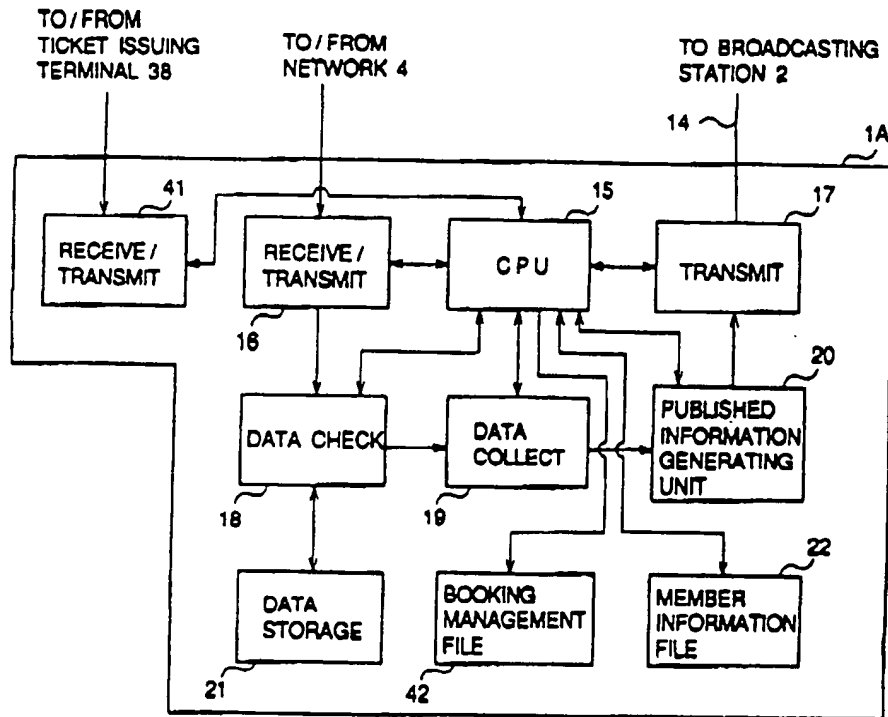 TO/FROM
TICKET ISSUING
TERMINAL 38
TO/FROM
NETWORK 4
TO BROADCASTING
STATION 2
14
1A
41
RECEIVE/
TRANSMIT
RECEIVE/
TRANSMIT
16
15
CPU
17
TRANSMIT
DATA CHECK
18
DATA
COLLECT
19
20
PUBLISHED
INFORMATION
GENERATING
UNIT
DATA
STORAGE
21
BOOKING
MANAGEMENT
FILE
42
22
MEMBER
INFORMATION
FILE